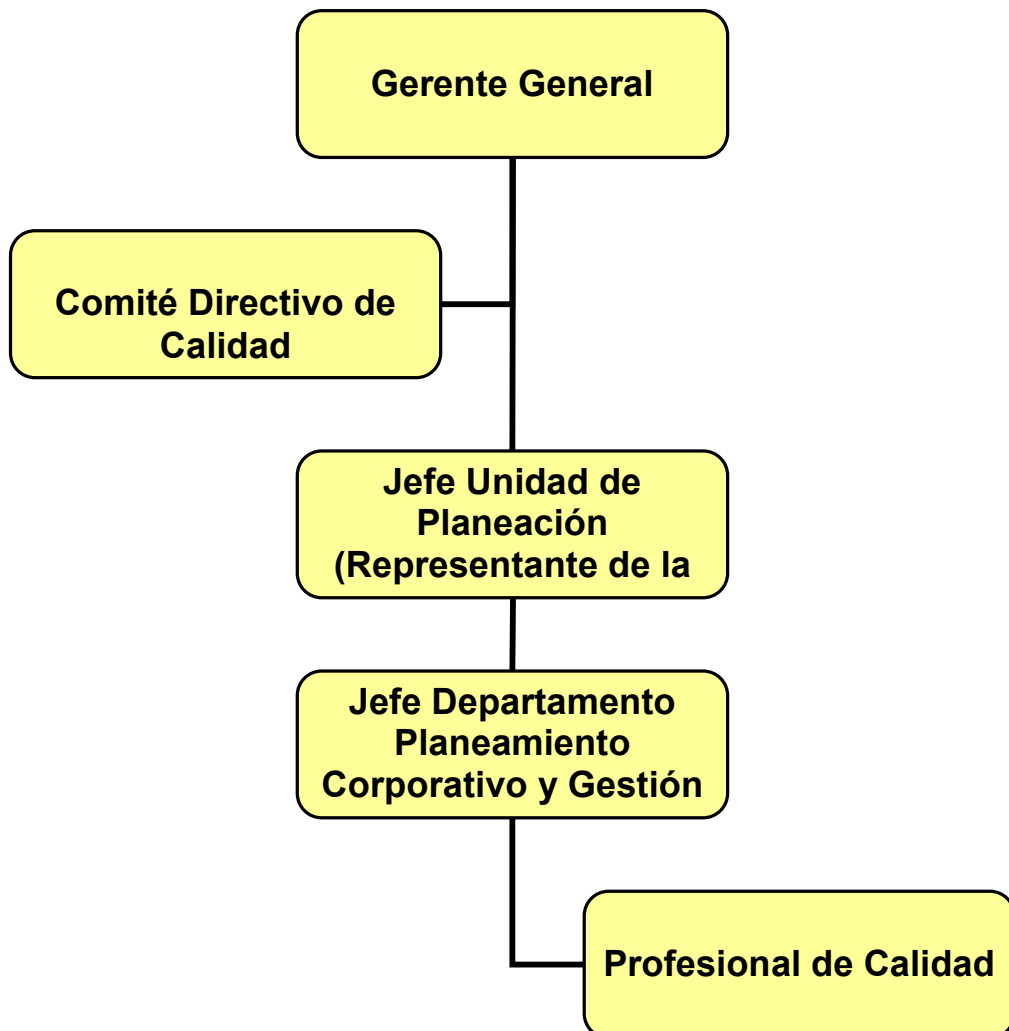 Gerente General
Comité Directivo de
Calidad
Jefe Unidad de
Planeación
(Representante de la
Jefe Departamento
Planeamiento
Corporativo y Gestión
Profesional de Calidad